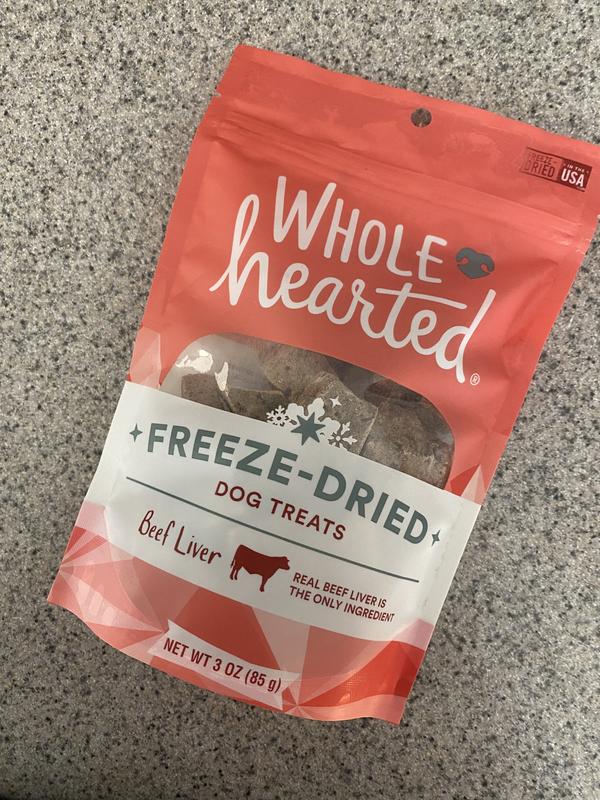 FREEZE-
DRIED
IN THE
USA
WHOLE
hearted®
FREEZE-DRIED
DOG TREATS
Beef Liver
REAL BEEF LIVER IS
THE ONLY INGREDIENT
NET WT 3 OZ (85 g)